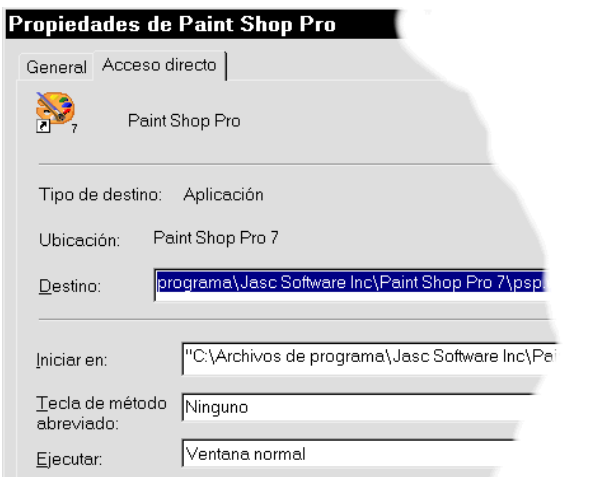 Propiedades de Paint Shop Pro
General Acceso directo
7 Paint Shop Pro
Tipo de destino: Aplicación
Ubicación: Paint Shop Pro 7
Destino: programa\Jasc Software Inc\Paint Shop Pro 7\psp
Iniciar en: "C:\Archivos de programa\Jasc Software Inc\Pai
Tecla de método Ninguno
abreviado:
Ejecutar: Ventana normal